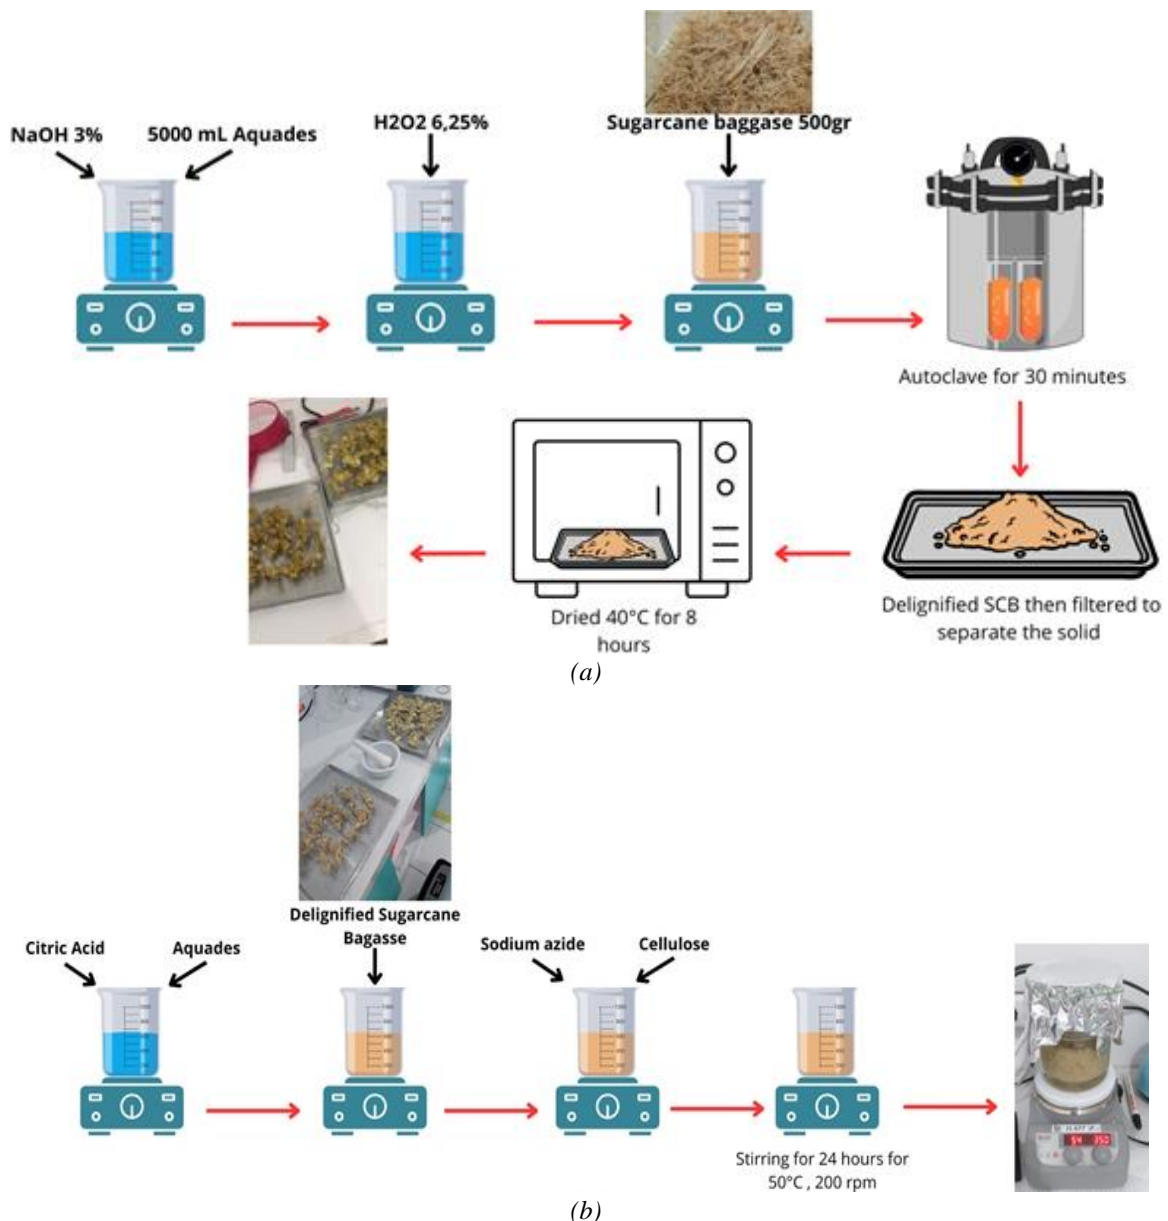 NaOH 3%
5000 mL Aquades
H2O2 6,25%
Sugarcane baggase 500gr
Autoclave for 30 minutes
Delignified SCB then filtered to
separate the solid
Dried 40°C for 8
hours
(a)
Delignified Sugarcane
Bagasse
Citric Acid
Aquades
Sodium azide
Cellulose
Stirring for 24 hours for
50°C , 200 rpm
(b)